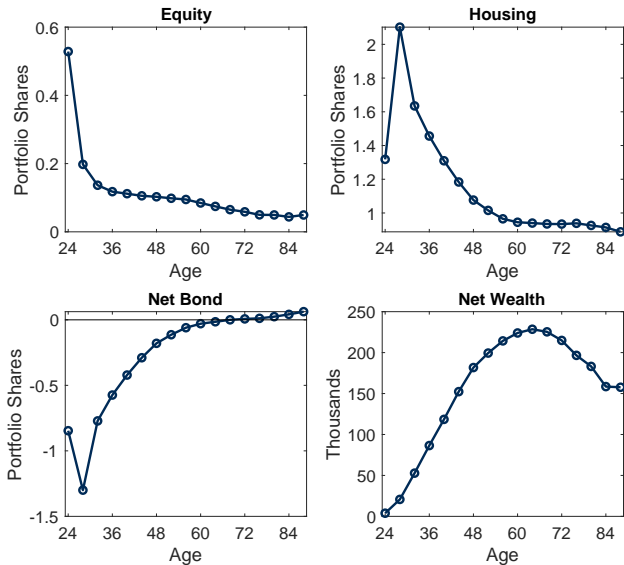 Equity
Portfolio Shares
0.6
0.4
0.2
0
24 36 48 60 72 84
Age
Housing
Portfolio Shares
2
1.8
1.6
1.4
1.2
1
24 36 48 60 72 84
Age
Net Bond
Portfolio Shares
0
-0.5
-1
-1.5
24 36 48 60 72 84
Age
Net Wealth
Thousands
250
200
150
100
50
0
24 36 48 60 72 84
Age